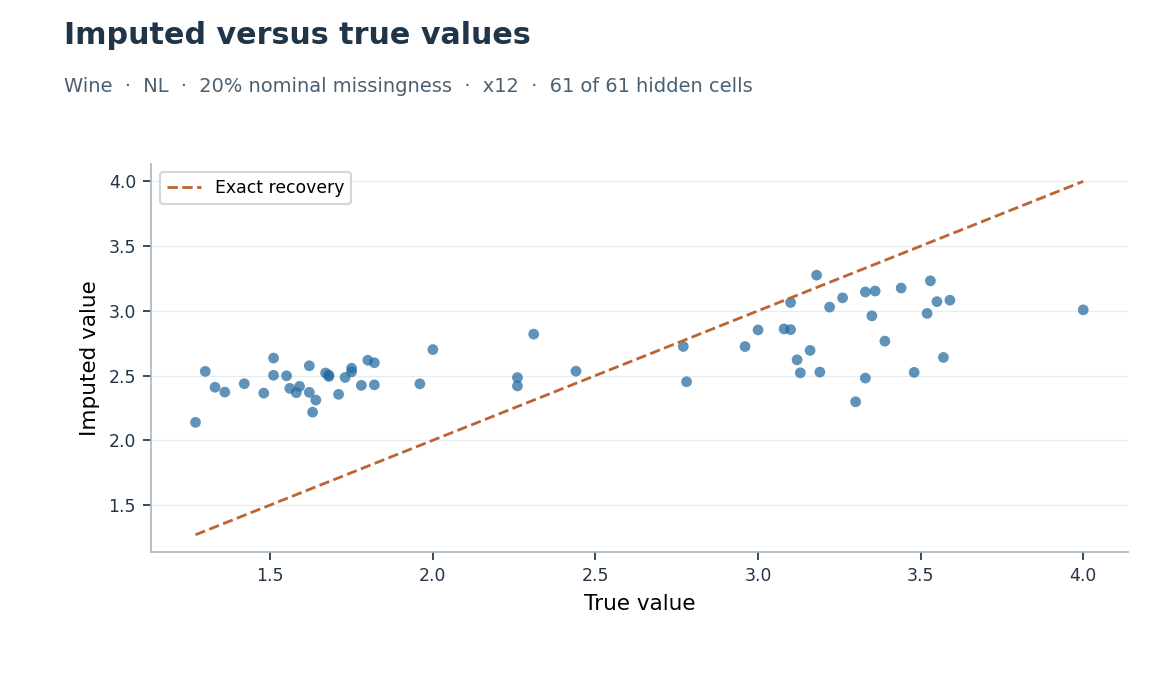 Imputed versus true values
Wine · NL · 20% nominal missingness · x12 · 61 of 61 hidden cells
Exact recovery
4.0
3.5
3.0
2.5
2.0
1.5
Imputed value
1.5 2.0 2.5 3.0 3.5 4.0
True value